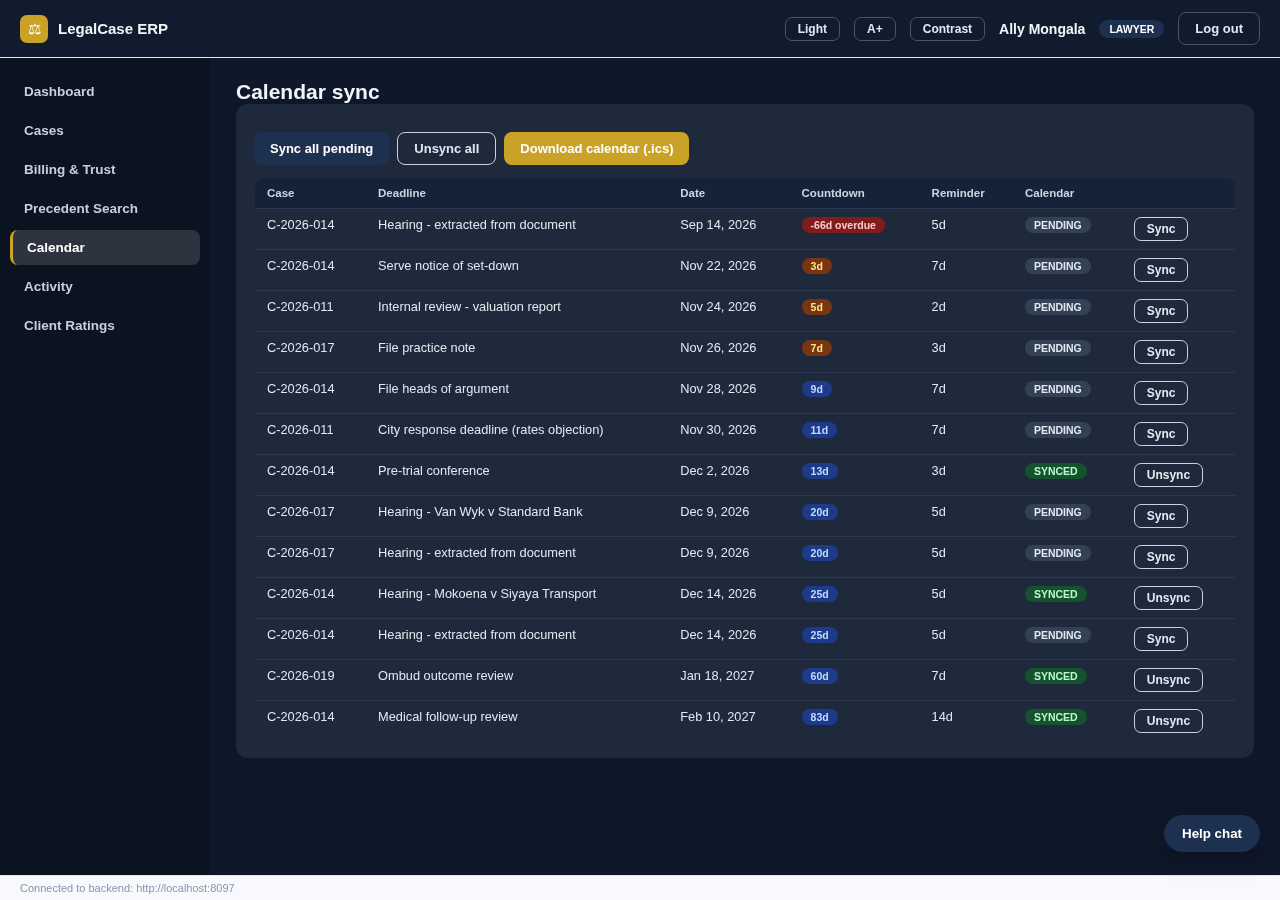 LegalCase ERP
Light
A+
Contrast
Ally Mongala
LAWYER
Log out
Dashboard
Cases
Billing & Trust
Precedent Search
Calendar
Activity
Client Ratings
Calendar sync
Sync all pending
Unsync all
Download calendar (.ics)
Case Deadline Date Countdown Reminder Calendar
C-2026-014 Hearing - extracted from document Sep 14, 2026 -66d overdue 5d PENDING Sync
C-2026-014 Serve notice of set-down Nov 22, 2026 3d 7d PENDING Sync
C-2026-011 Internal review - valuation report Nov 24, 2026 5d 2d PENDING Sync
C-2026-017 File practice note Nov 26, 2026 7d 3d PENDING Sync
C-2026-014 File heads of argument Nov 28, 2026 9d 7d PENDING Sync
C-2026-011 City response deadline (rates objection) Nov 30, 2026 11d 7d PENDING Sync
C-2026-014 Pre-trial conference Dec 2, 2026 13d 3d SYNCED Unsync
C-2026-017 Hearing - Van Wyk v Standard Bank Dec 9, 2026 20d 5d PENDING Sync
C-2026-017 Hearing - extracted from document Dec 9, 2026 20d 5d PENDING Sync
C-2026-014 Hearing - Mokoena v Siyaya Transport Dec 14, 2026 25d 5d SYNCED Unsync
C-2026-014 Hearing - extracted from document Dec 14, 2026 25d 5d PENDING Sync
C-2026-019 Ombud outcome review Jan 18, 2027 60d 7d SYNCED Unsync
C-2026-014 Medical follow-up review Feb 10, 2027 83d 14d SYNCED Unsync
Help chat
Connected to backend: http://localhost:8097